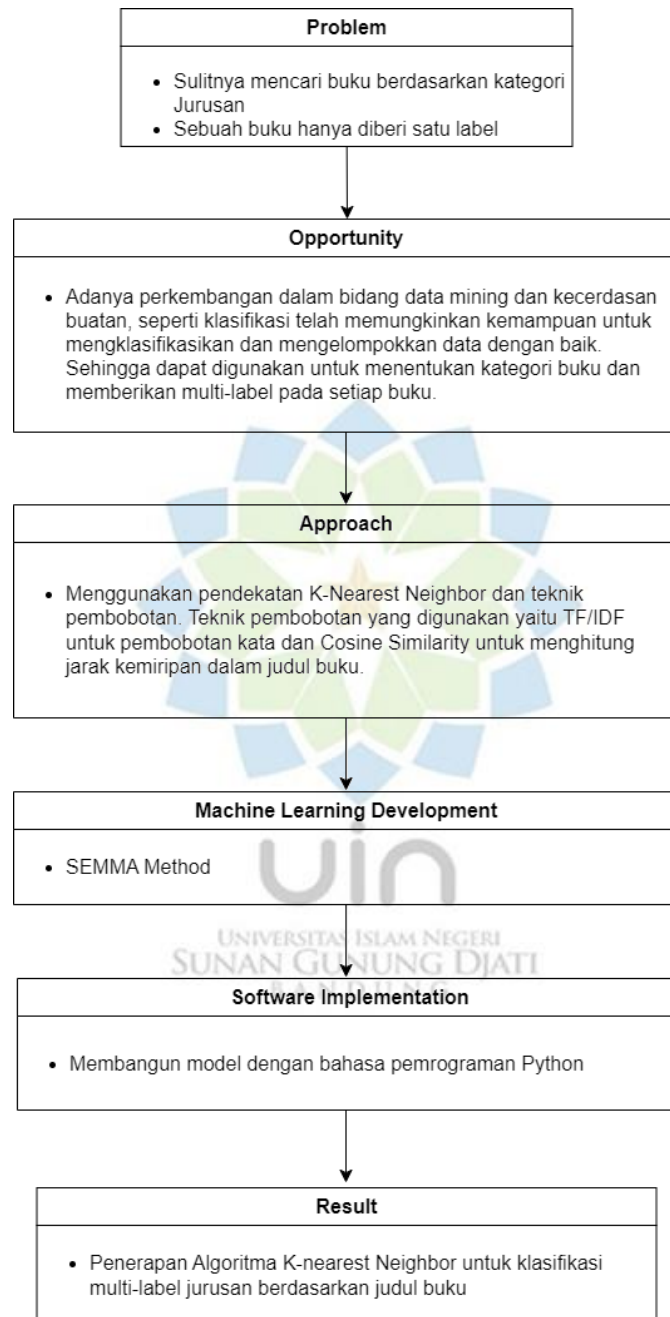 Problem
• Sulitnya mencari buku berdasarkan kategori
Jurusan
• Sebuah buku hanya diberi satu label
Opportunity
• Adanya perkembangan dalam bidang data mining dan kecerdasan
buatan, seperti klasifikasi telah memungkinkan kemampuan untuk
mengklasifikasikan dan mengelompokkan data dengan baik.
Sehingga dapat digunakan untuk menentukan kategori buku dan
memberikan multi-label pada setiap buku.
Approach
• Menggunakan pendekatan K-Nearest Neighbor dan teknik
pembobotan. Teknik pembobotan yang digunakan yaitu TF/IDF
untuk pembobotan kata dan Cosine Similarity untuk menghitung
jarak kemiripan dalam judul buku.
Machine Learning Development
• SEMMA Method
uin
UNIVERSITAS ISLAM NEGERI
SUNAN GUNUNG DJATI
BANDUNG
Software Implementation
• Membangun model dengan bahasa pemrograman Python
Result
• Penerapan Algoritma K-nearest Neighbor untuk klasifikasi
multi-label jurusan berdasarkan judul buku